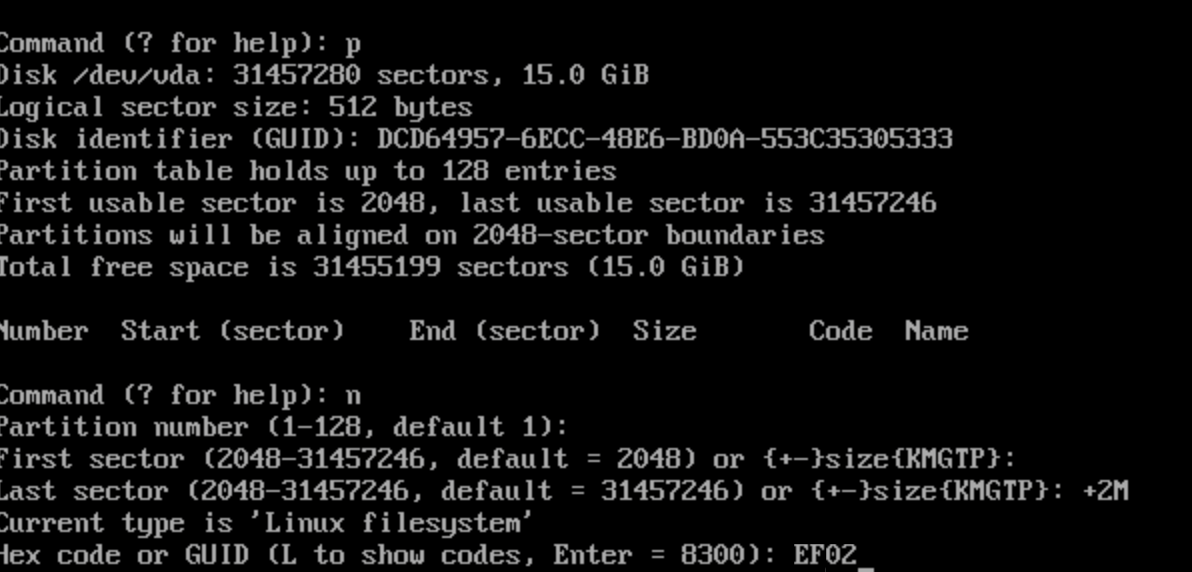 Command (? for help): p
Disk /dev/vda: 31457280 sectors, 15.0 GiB
Logical sector size: 512 bytes
Disk identifier (GUID): DCD64957-6ECC-48E6-BD0A-553C35305333
Partition table holds up to 128 entries
First usable sector is 2048, last usable sector is 31457246
Partitions will be aligned on 2048-sector boundaries
Total free space is 31455199 sectors (15.0 GiB)
Number Start (sector) End (sector) Size Code Name
Command (? for help): n
Partition number (1-128, default 1):
First sector (2048-31457246, default = 2048) or {+-}size{KMGTP}:
Last sector (2048-31457246, default = 31457246) or {+-}size{KMGTP}: +2M
Current type is 'Linux filesystem'
Hex code or GUID (L to show codes, Enter = 8300): EF02_